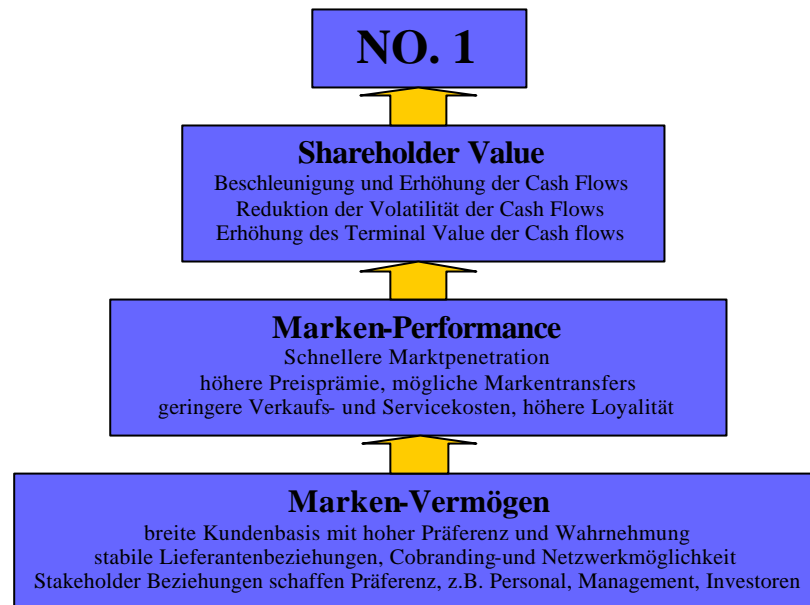 NO. 1
Shareholder Value
Beschleunigung und Erhöhung der Cash Flows
Reduktion der Volatilität der Cash Flows
Erhöhung des Terminal Value der Cash flows
Marken-Performance
Schnellere Marktpenetration
höhere Preisprämie, mögliche Markentransfers
geringere Verkaufs- und Servicekosten, höhere Loyalität
Marken-Vermögen
breite Kundenbasis mit hoher Präferenz und Wahrnehmung
stabile Lieferantenbeziehungen, Cobranding-und Netzwerkmöglichkeit
Stakeholder Beziehungen schaffen Präferenz, z.B. Personal, Management, Investoren